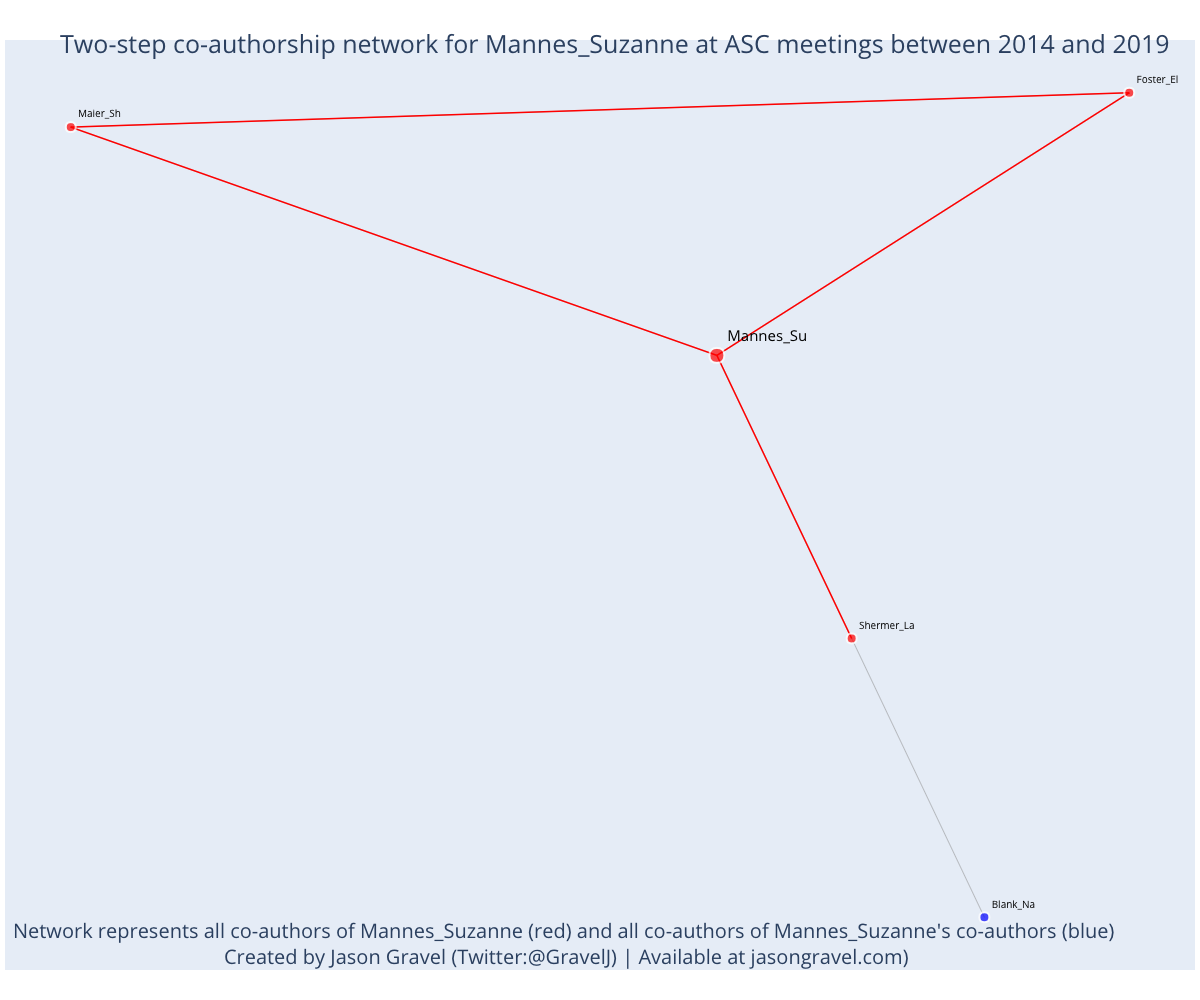 Two-step co-authorship network for Mannes_Suzanne at ASC meetings between 2014 and 2019
Foster_El
Maier_Sh
Mannes_Su
Shermer_La
Blank_Na
Network represents all co-authors of Mannes_Suzanne (red) and all co-authors of Mannes_Suzanne's co-authors (blue)
Created by Jason Gravel (Twitter:@GravelJ) | Available at jasongravel.com)